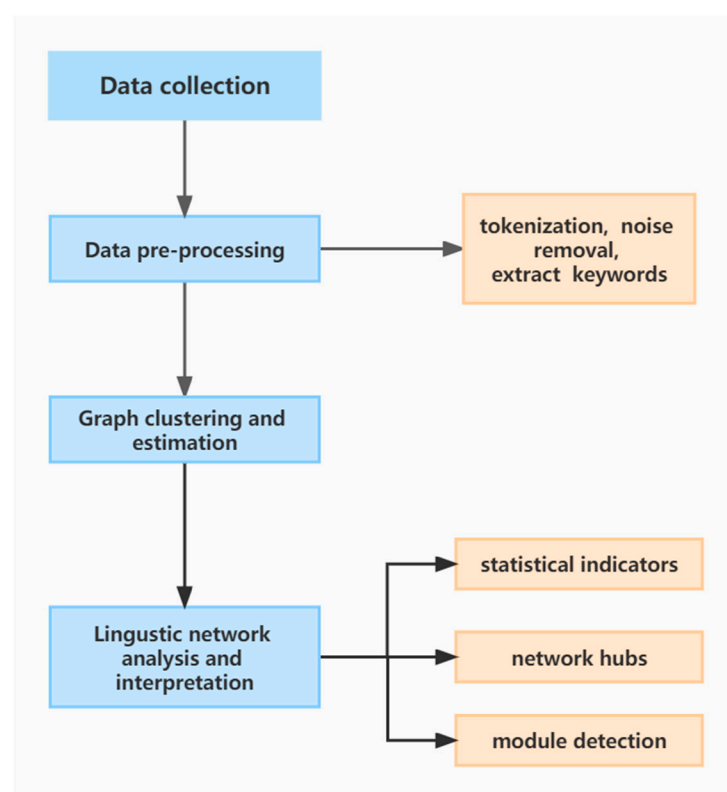 Data collection
Data pre-processing
tokenization, noise
removal,
extract keywords
Graph clustering and
estimation
statistical indicators
Lingustic network
analysis and
interpretation
network hubs
module detection